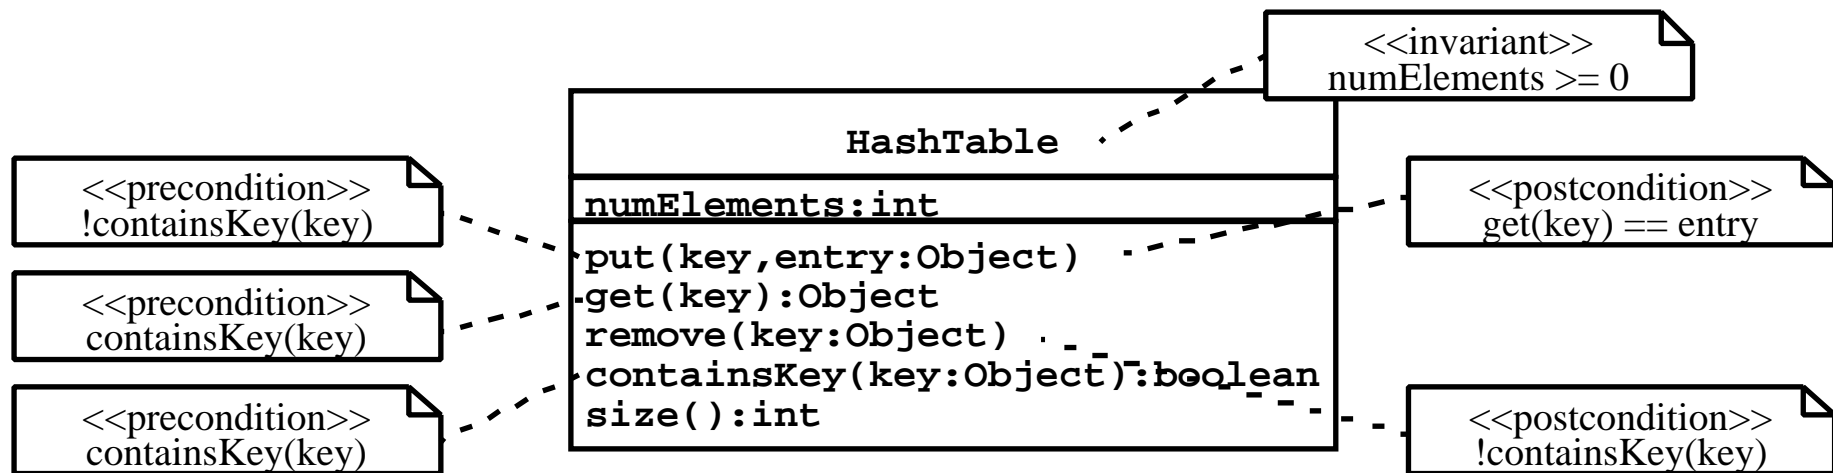 <<invariant>>
numElements >= 0
HashTable
<<precondition>>
!containsKey(key)
<<postcondition>>
get(key) == entry
numElements:int
put(key,entry:Object)
get(key):Object
remove(key:Object)
containsKey(key:Object):boolean
size():int
<<precondition>>
containsKey(key)
<<precondition>>
containsKey(key)
<<postcondition>>
!containsKey(key)